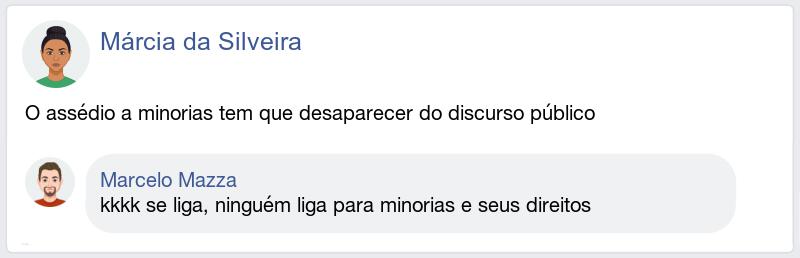 Márcia da Silveira
O assédio a minorias tem que desaparecer do discurso público
Marcelo Mazza
kkkk se liga, ninguém liga para minorias e seus direitos